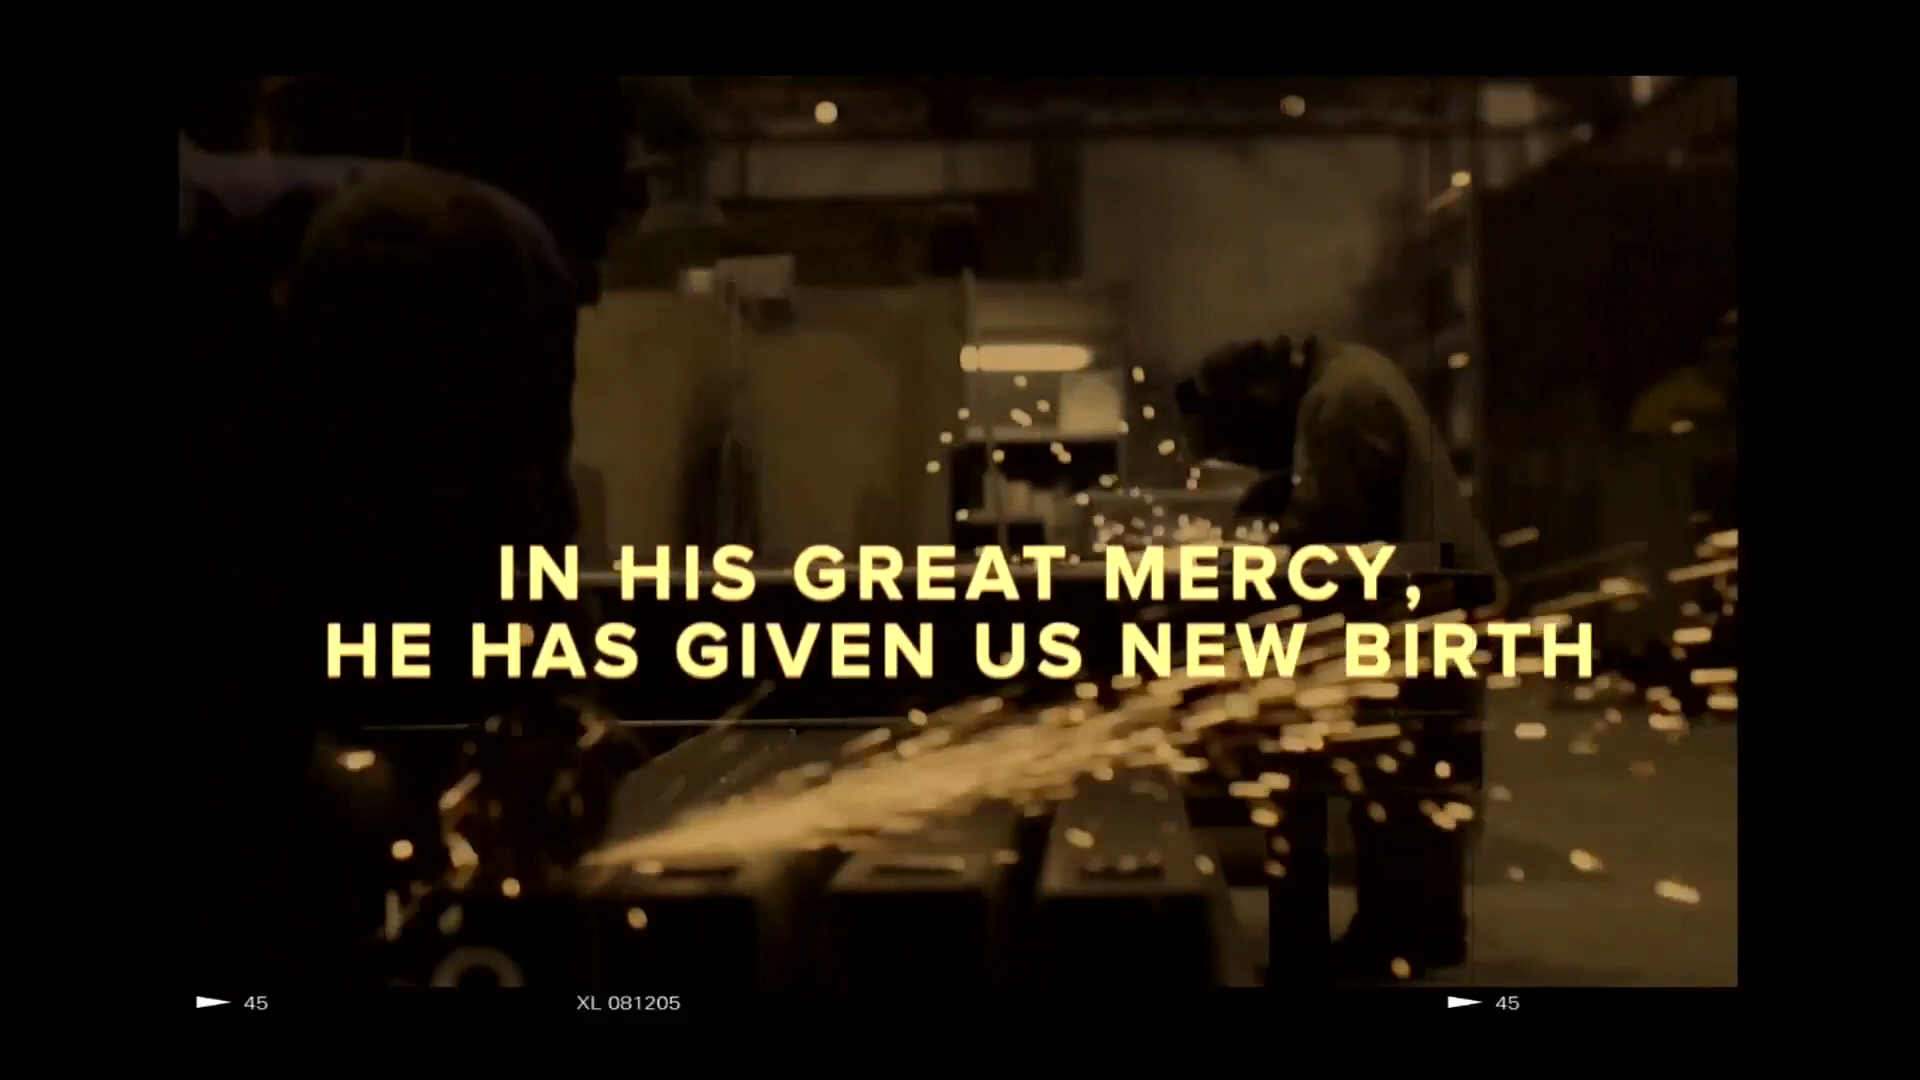 IN HIS GREAT MERCY,
HE HAS GIVEN US NEW BIRTH
45 XL 081205 45